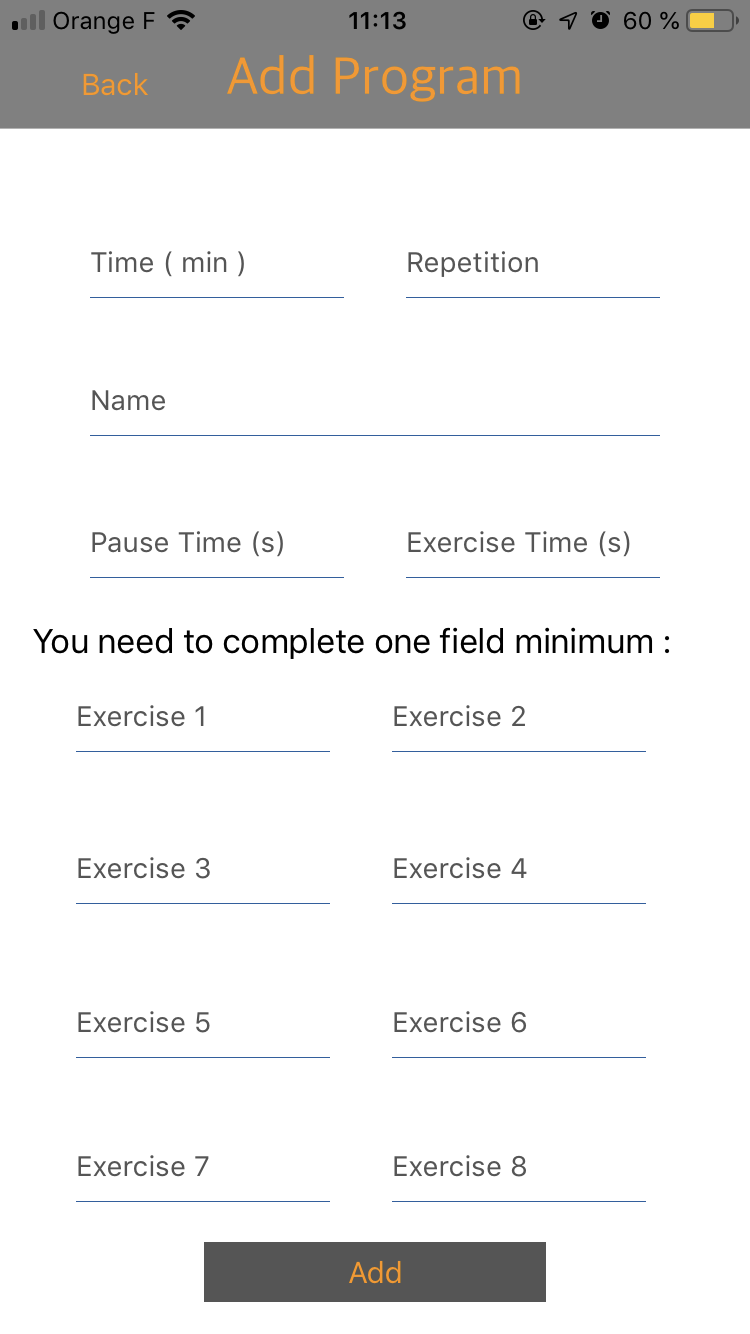 Orange F 11:13 60 %
Back Add Program
Time ( min ) Repetition
Name
Pause Time (s) Exercise Time (s)
You need to complete one field minimum :
Exercise 1 Exercise 2
Exercise 3 Exercise 4
Exercise 5 Exercise 6
Exercise 7 Exercise 8
Add